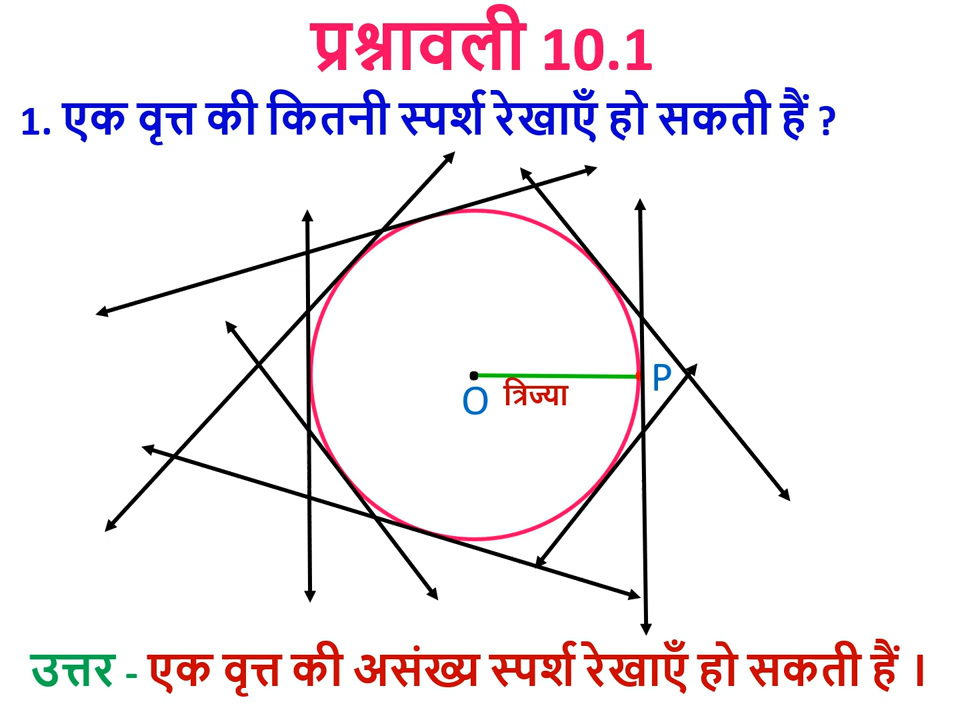 प्रश्नावली 10.1
1. एक वृत्त की कितनी स्पर्श रेखाएँ हो सकती हैं ?
P
O त्रिज्या
उत्तर - एक वृत्त की असंख्य स्पर्श रेखाएँ हो सकती हैं ।